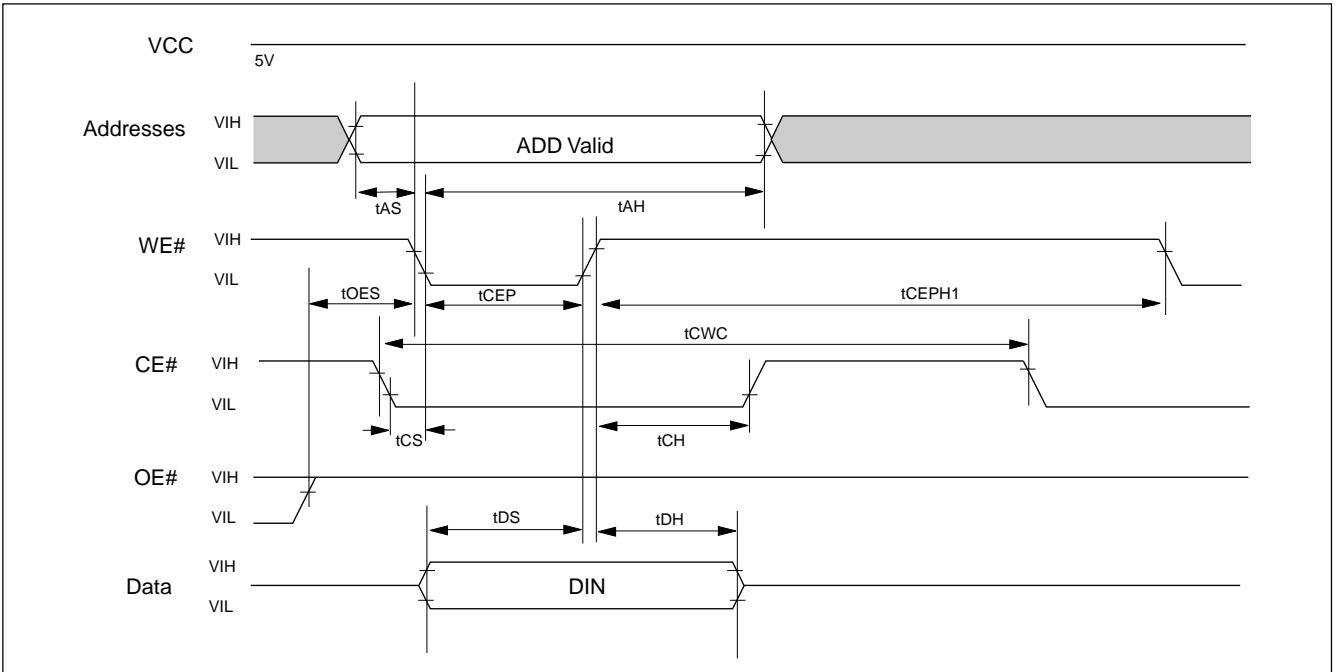 VCC
5V
Addresses
VIH
VIL
ADD Valid
tAS
tAH
WE#
VIH
VIL
tOES
tCEP
tCEPH1
tCWC
CE#
VIH
VIL
tCS
tCH
OE#
VIH
VIL
tDS
tDH
Data
VIH
VIL
DIN